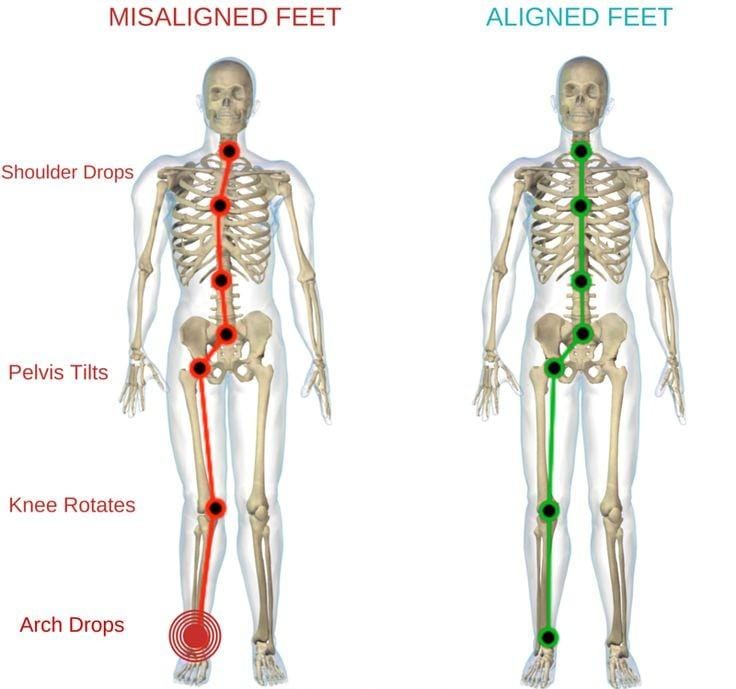 MISALIGNED FEET
ALIGNED FEET
Shoulder Drops
Pelvis Tilts
Knee Rotates
Arch Drops